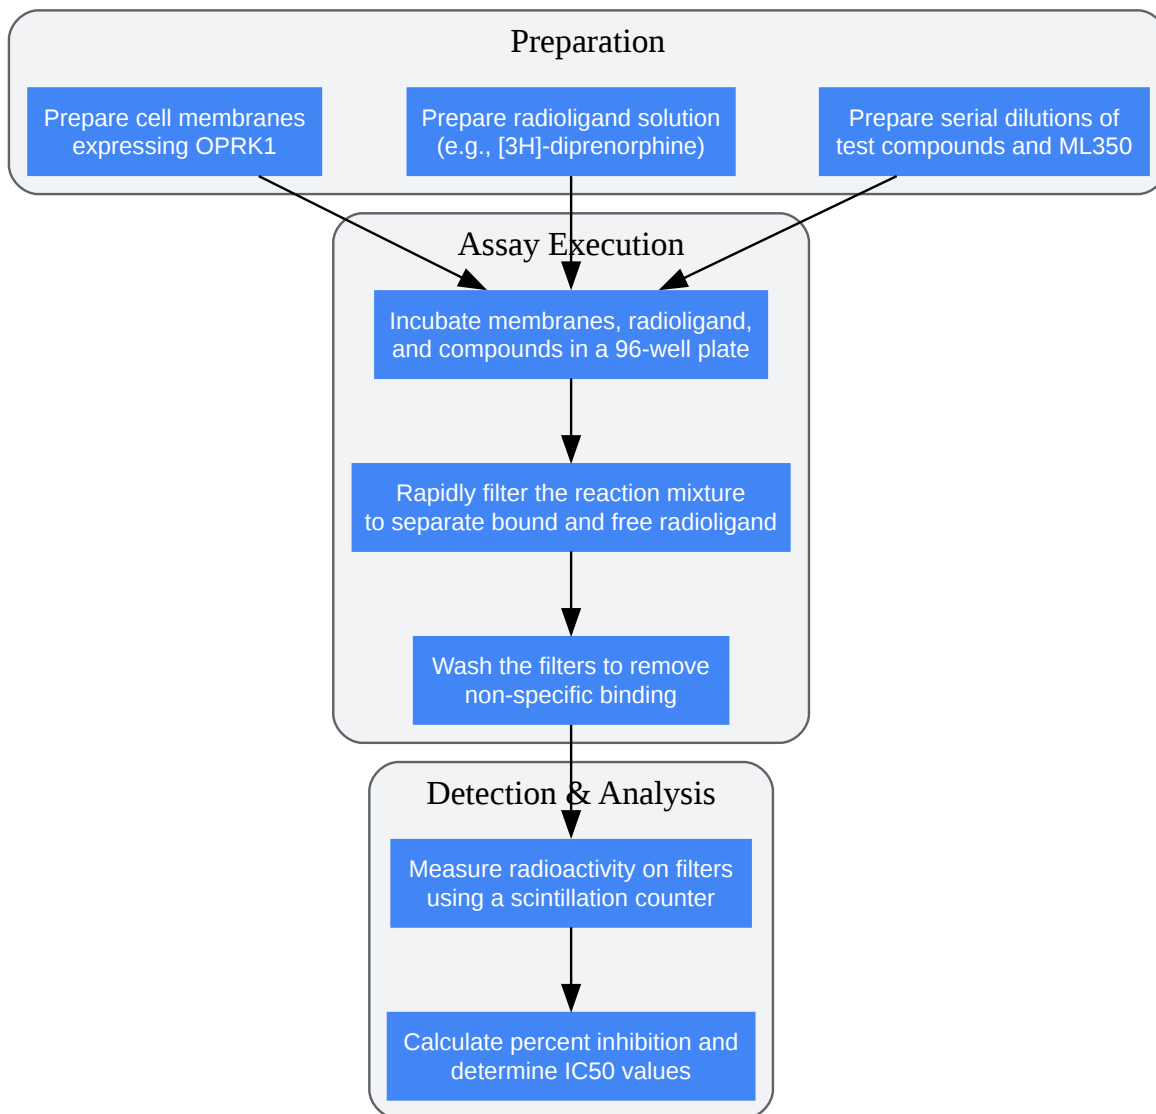 Preparation
Prepare cell membranes
expressing OPRK1
Prepare radioligand solution
(e.g., [3H]-diprenorphine)
Prepare serial dilutions of
test compounds and ML350
Assay Execution
Incubate membranes, radioligand,
and compounds in a 96-well plate
Rapidly filter the reaction mixture
to separate bound and free radioligand
Wash the filters to remove
non-specific binding
Detection & Analysis
Measure radioactivity on filters
using a scintillation counter
Calculate percent inhibition and
determine IC50 values